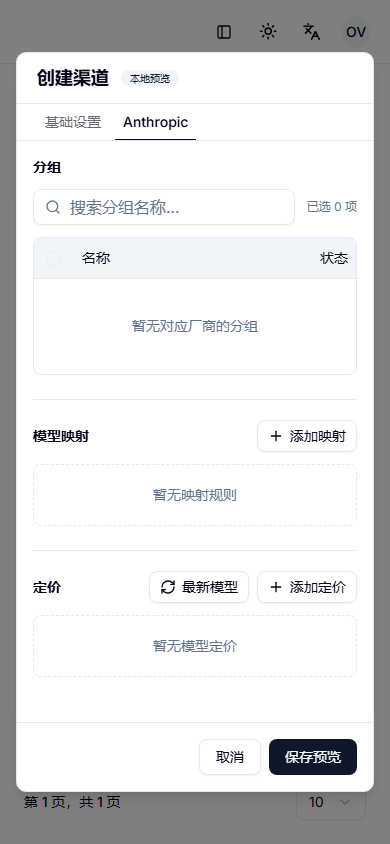 OV
创建渠道 本地预览
基础设置 Anthropic
分组
搜索分组名称... 已选 0 项
名称 状态
暂无对应厂商的分组
模型映射 添加映射
暂无映射规则
定价 最新模型 添加定价
暂无模型定价
取消 保存预览
第 1 页，共 1 页 10